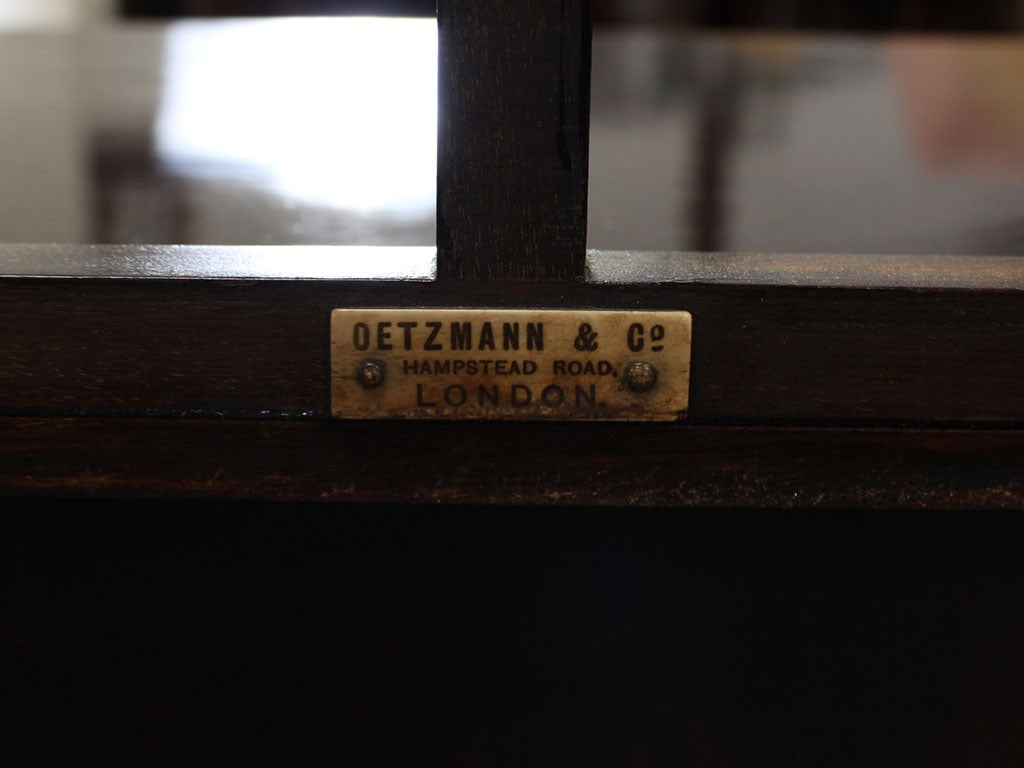 OETZMANN & Cº
HAMPSTEAD ROAD,
LONDON.